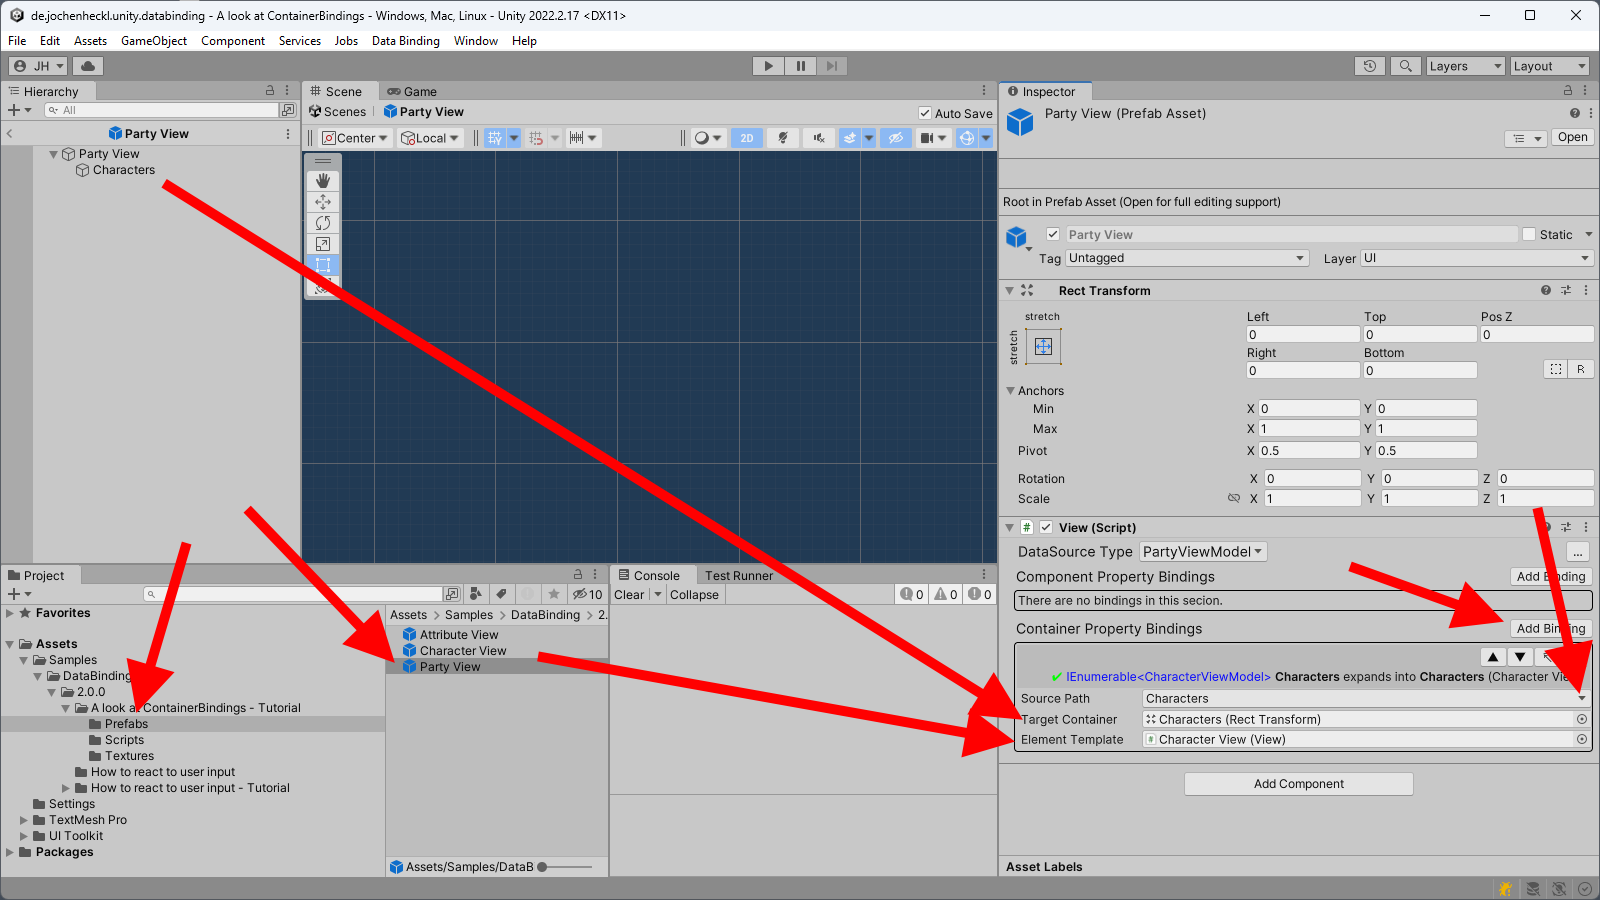 de.jochenheckl.unity.databinding - A look at ContainerBindings - Windows, Mac, Linux - Unity 2022.2.17 <DX11>
File Edit Assets GameObject Component Services Jobs Data Binding Window Help
JH Layers Layout
Hierarchy
All
Party View
Party View
Characters
Scene Game
Scenes Party View Auto Save
Center Local 2D
Project
10
Favorites
Assets
Samples
DataBinding
2.0.0
A look at ContainerBindings - Tutorial
Prefabs
Scripts
Textures
How to react to user input
How to react to user input - Tutorial
Settings
TextMesh Pro
UI Toolkit
Packages
Assets > Samples > DataBinding > 2.
Attribute View
Character View
Party View
Assets/Samples/DataB
Console Test Runner
Clear Collapse 0 0 0
Inspector
Party View (Prefab Asset)
Open
Root in Prefab Asset (Open for full editing support)
Party View Static
Tag Untagged Layer UI
Rect Transform
stretch
stretch
Left Top Pos Z
0 0 0
Right Bottom
0 0 R
Anchors
Min X 0 Y 0
Max X 1 Y 1
Pivot X 0.5 Y 0.5
Rotation X 0 Y 0 Z 0
Scale X 1 Y 1 Z 1
# View (Script)
DataSource Type PartyViewModel ...
Component Property Bindings Add Binding
There are no bindings in this secion.
Container Property Bindings Add Binding
IEnumerable<CharacterViewModel> Characters expands into Characters (Character Vie
Source Path Characters
Target Container Characters (Rect Transform)
Element Template # Character View (View)
Add Component
Asset Labels